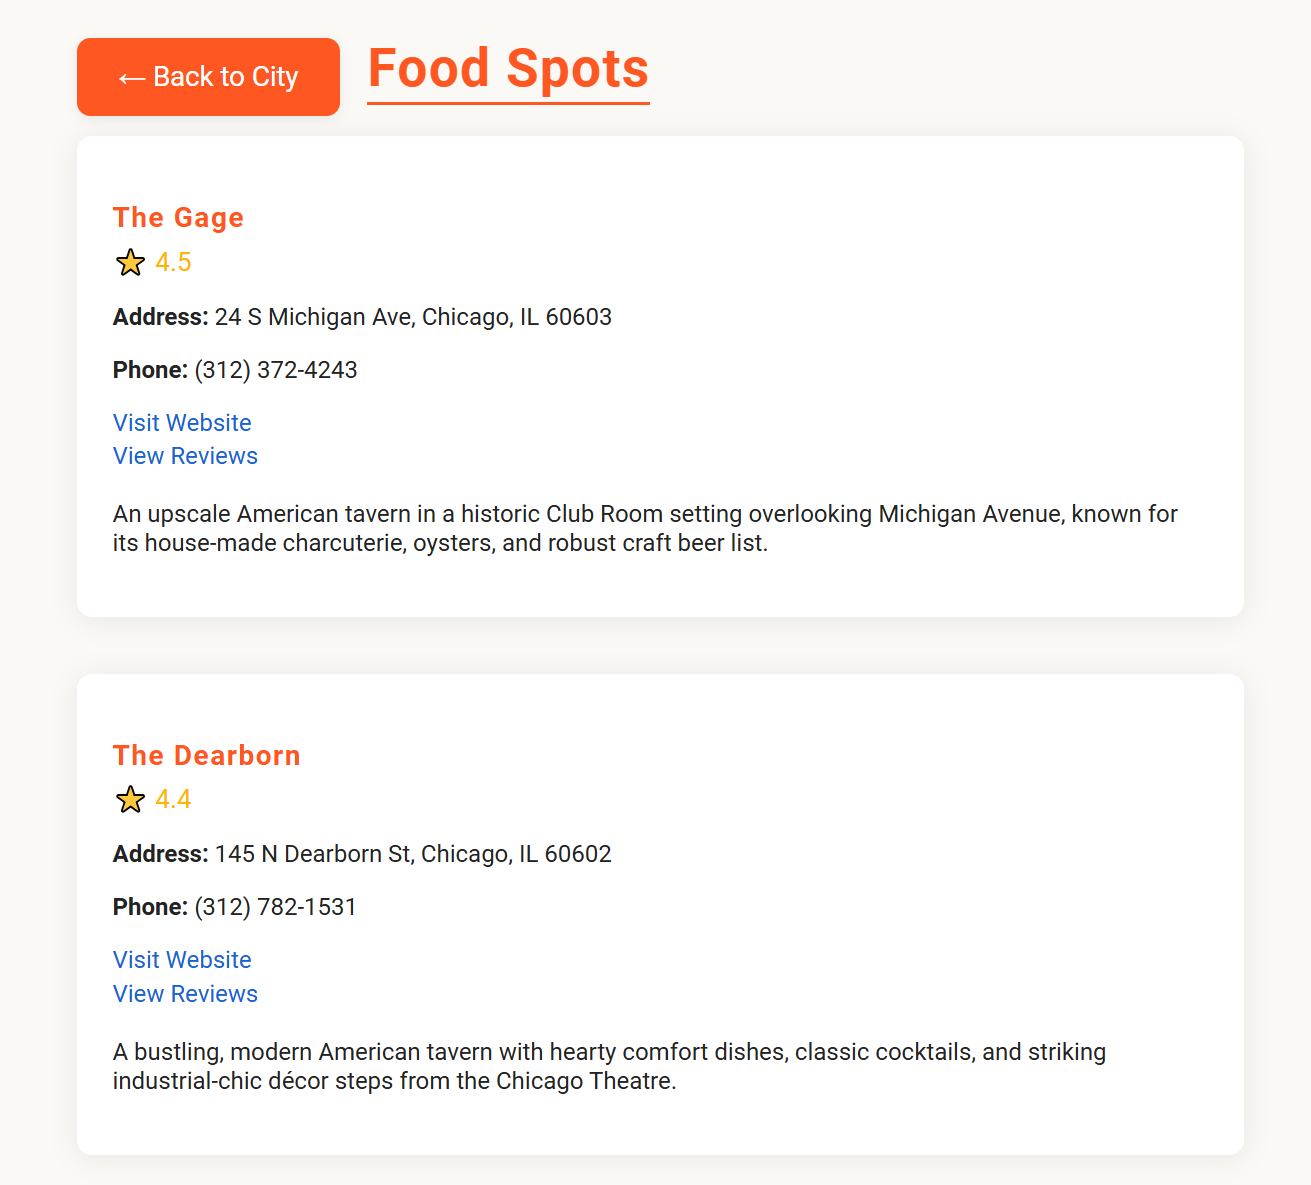 ← Back to City
Food Spots
The Gage
4.5
Address: 24 S Michigan Ave, Chicago, IL 60603
Phone: (312) 372-4243
Visit Website
View Reviews
An upscale American tavern in a historic Club Room setting overlooking Michigan Avenue, known for
its house-made charcuterie, oysters, and robust craft beer list.
The Dearborn
4.4
Address: 145 N Dearborn St, Chicago, IL 60602
Phone: (312) 782-1531
Visit Website
View Reviews
A bustling, modern American tavern with hearty comfort dishes, classic cocktails, and striking
industrial-chic décor steps from the Chicago Theatre.